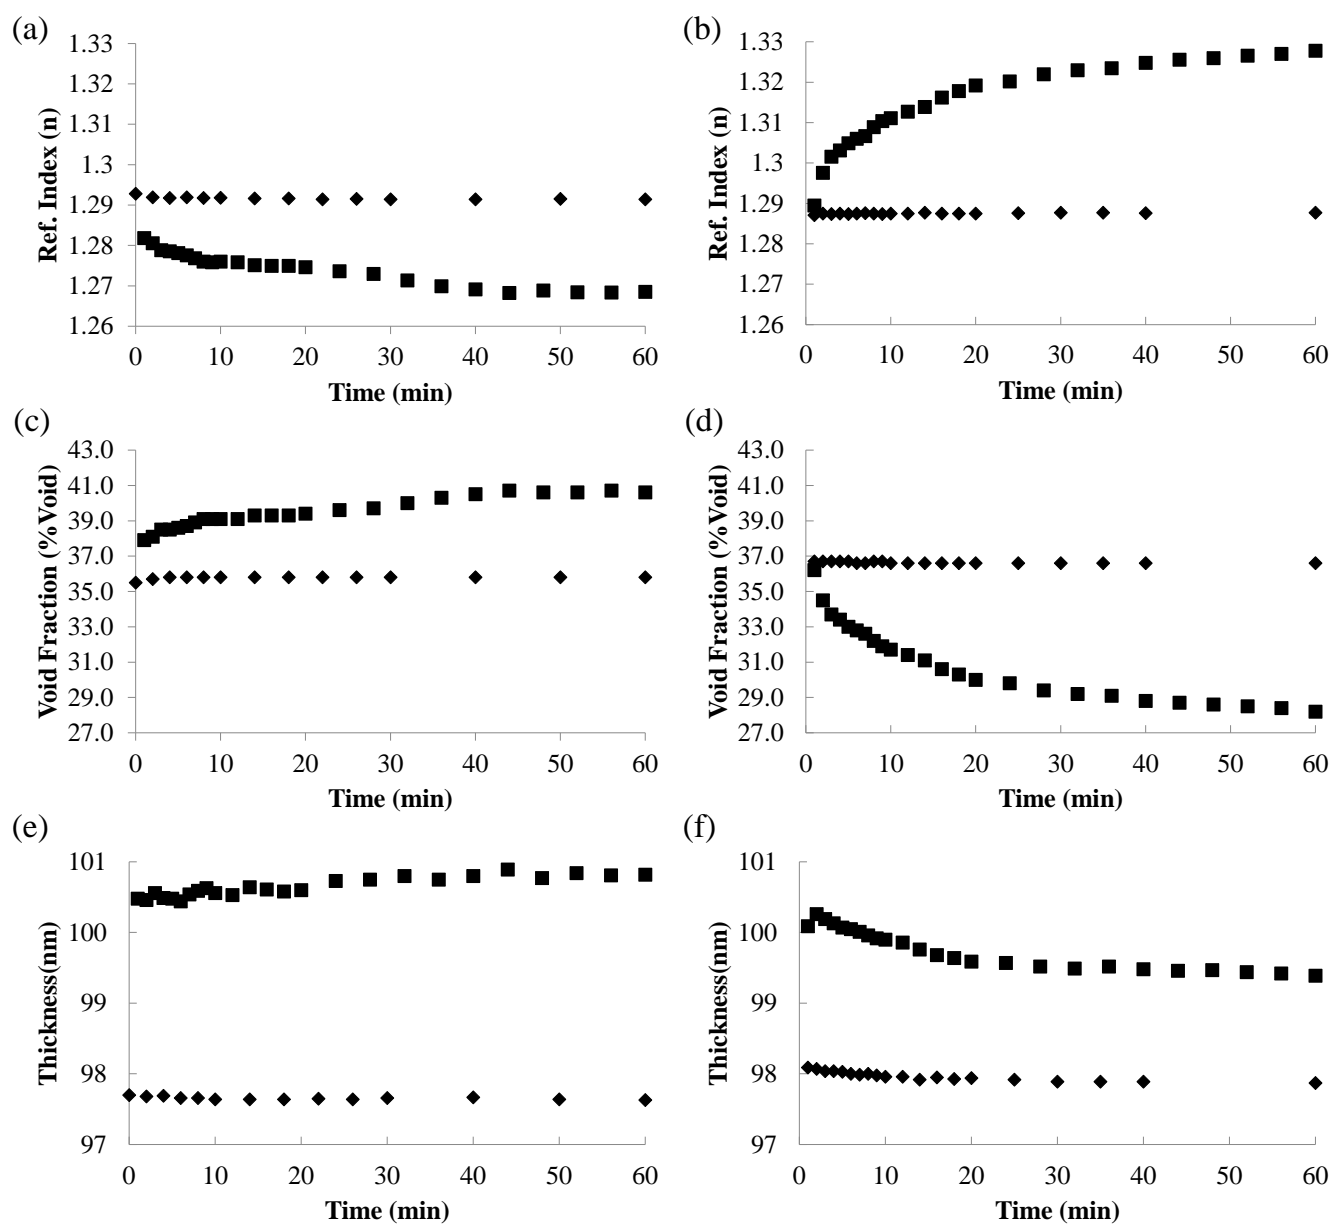 (a)
1.33
1.32
1.31
1.3
1.29
1.28
1.27
1.26
Ref. Index (n)
0 10 20 30 40 50 60
Time (min)
(b)
1.33
1.32
1.31
1.3
1.29
1.28
1.27
1.26
Ref. Index (n)
0 10 20 30 40 50 60
Time (min)
(c)
43.0
41.0
39.0
37.0
35.0
33.0
31.0
29.0
27.0
Void Fraction (%Void)
0 10 20 30 40 50 60
Time (min)
(d)
43.0
41.0
39.0
37.0
35.0
33.0
31.0
29.0
27.0
Void Fraction (%Void)
0 10 20 30 40 50 60
Time (min)
(e)
101
100
99
98
97
Thickness(nm)
0 10 20 30 40 50 60
Time (min)
(f)
101
100
99
98
97
Thickness(nm)
0 10 20 30 40 50 60
Time (min)